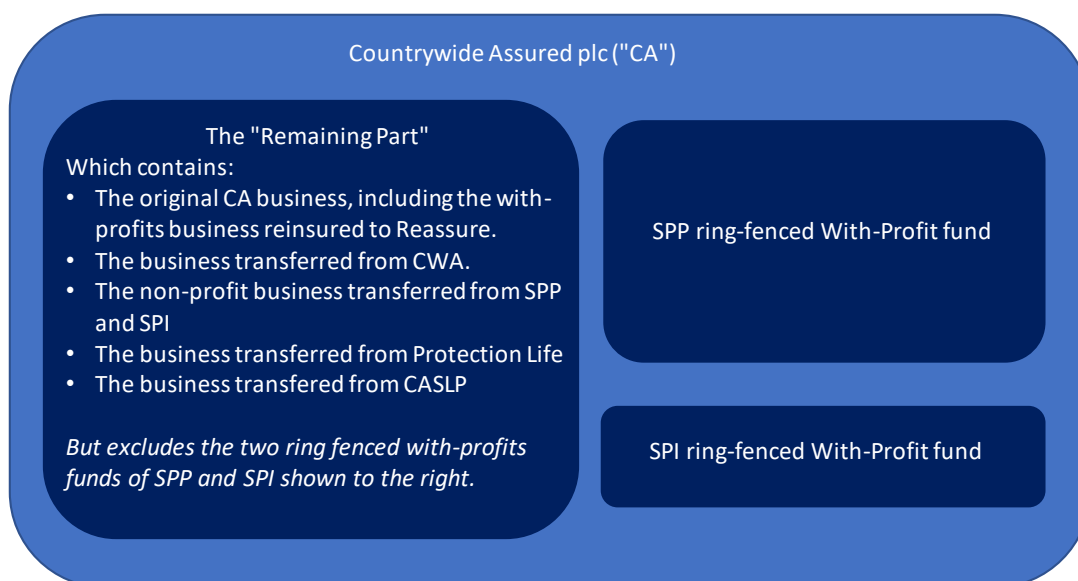 Countrywide Assured plc ("CA")
The "Remaining Part"
Which contains:
• The original CA business, including the with-
profits business reinsured to Reassure.
• The business transferred from CWA.
• The non-profit business transferred from SPP
and SPI
• The business transferred from Protection Life
• The business transfered from CASLP
But excludes the two ring fenced with-profits
funds of SPP and SPI shown to the right.
SPP ring-fenced With-Profit fund
SPI ring-fenced With-Profit fund